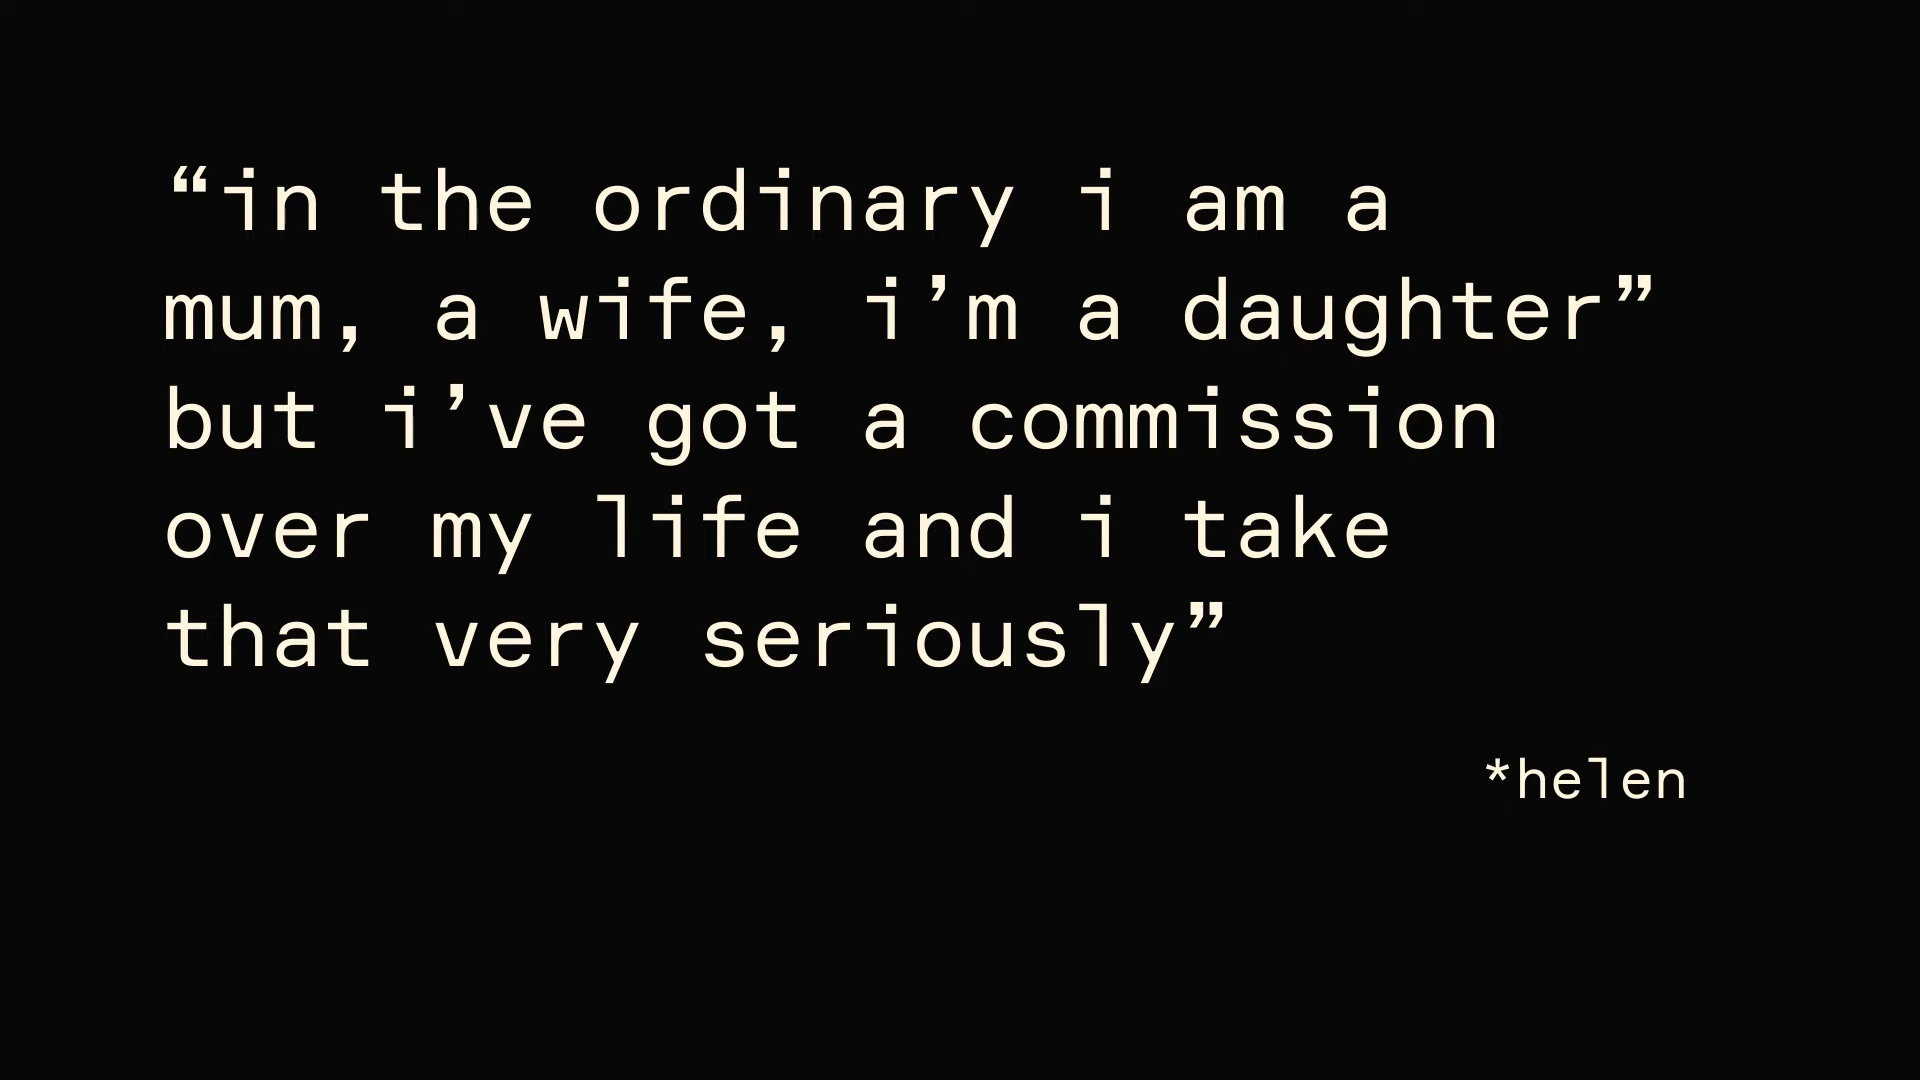 “in the ordinary i am a
mum, a wife, i’m a daughter”
but i’ve got a commission
over my life and i take
that very seriously”
*helen